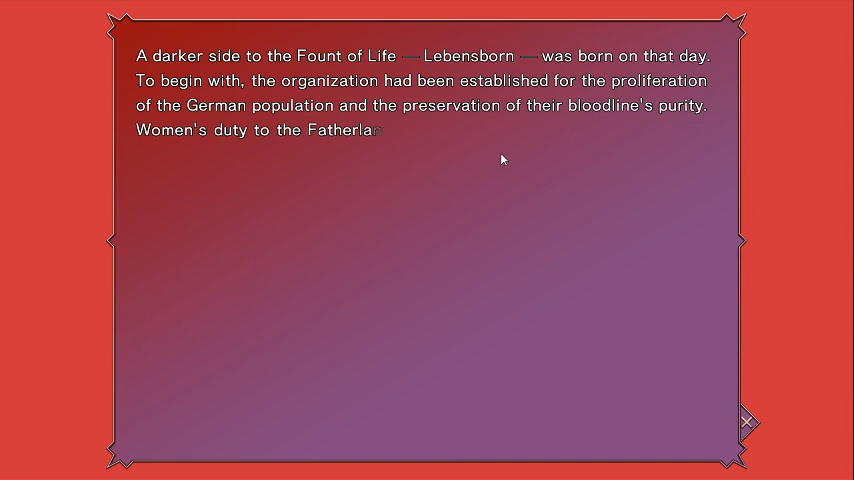 A darker side to the Fount of Life — Lebensborn — was born on that day.
To begin with, the organization had been established for the proliferation
of the German population and the preservation of their bloodline's purity.
Women's duty to the Fatherlan